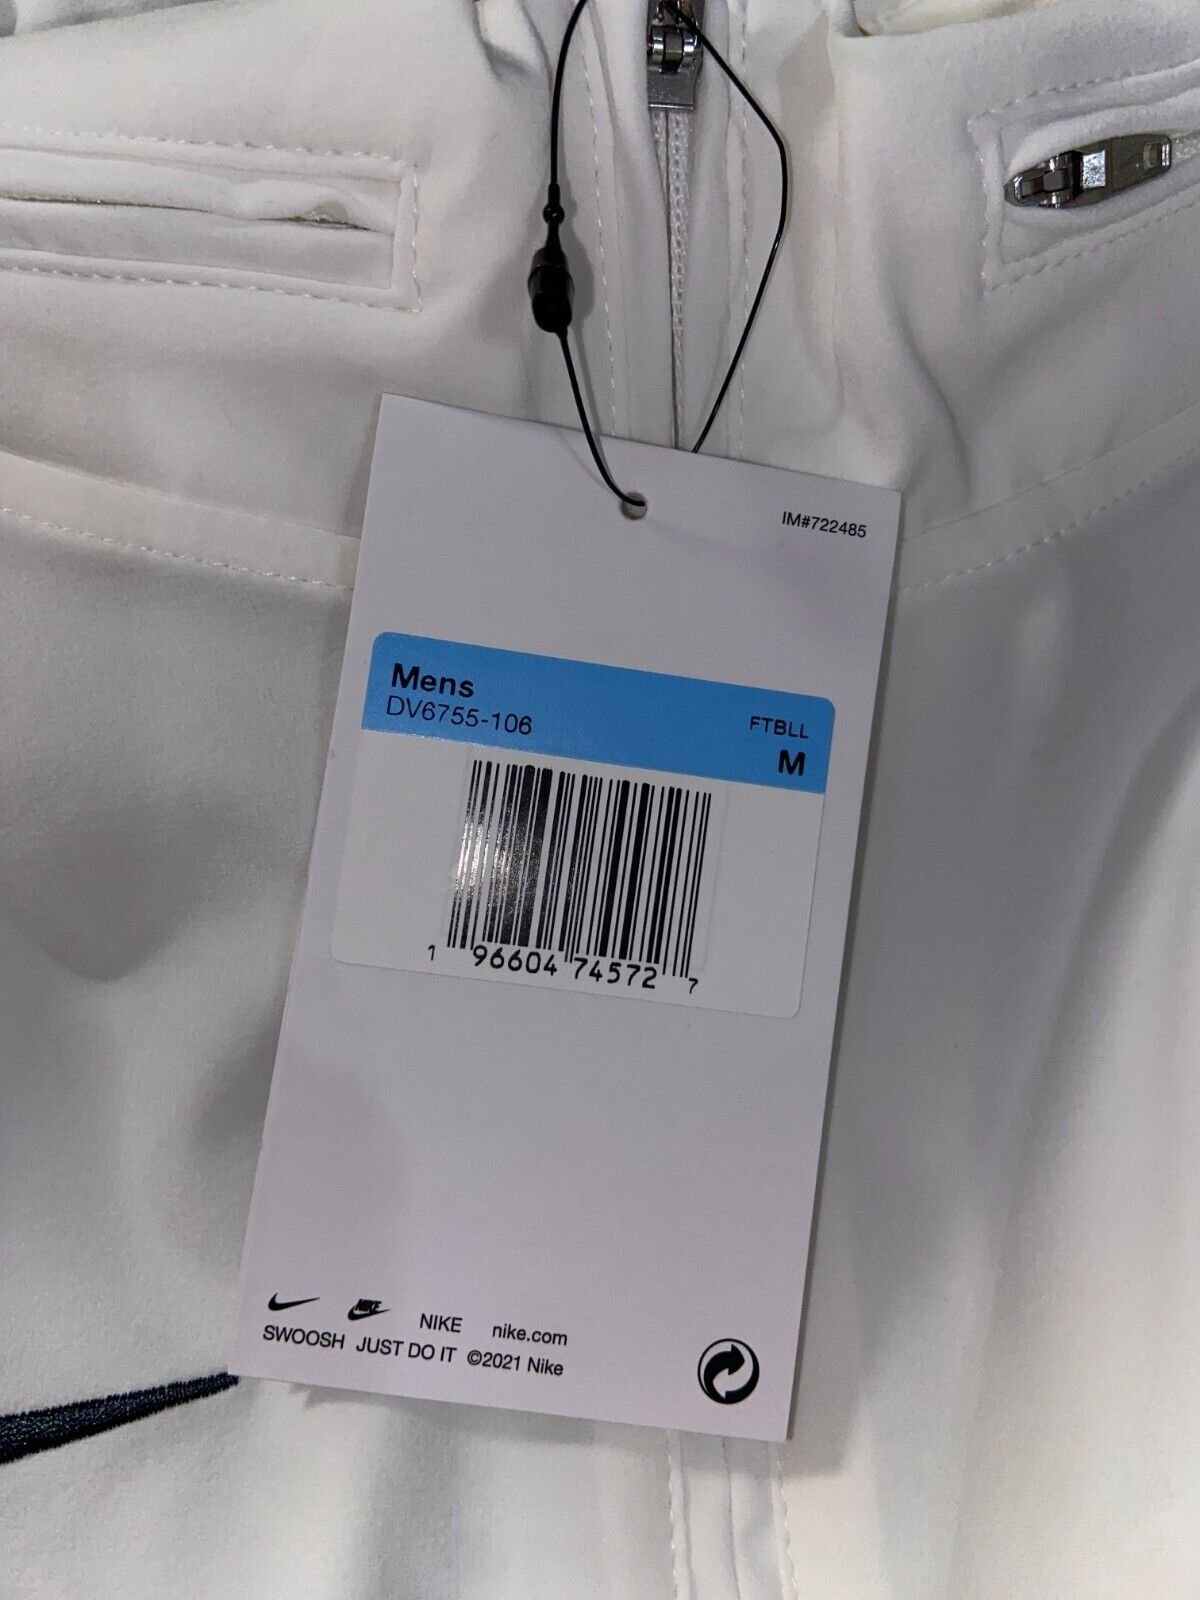 IM#722485
Mens
DV6755-106
FTBLL
M
1 96604 74572 7
NIKE NIKE nike.com
SWOOSH JUST DO IT ©2021 Nike